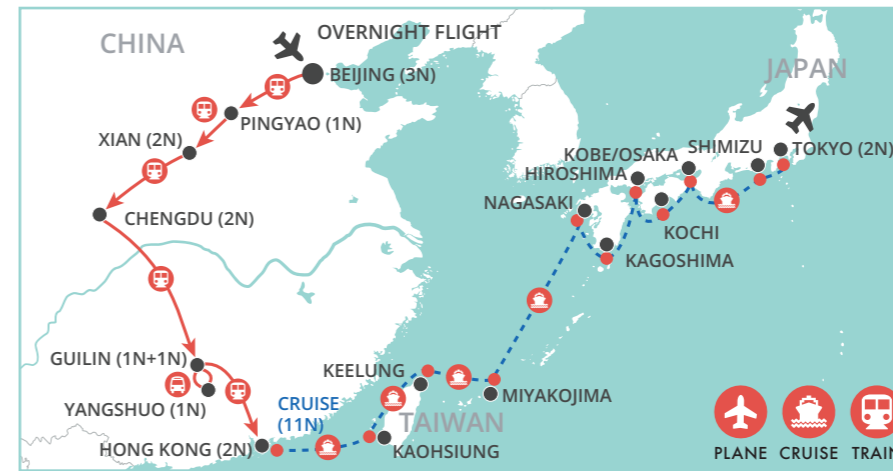 CHINA
OVERNIGHT FLIGHT
BEIJING (3N)
PINGYAO (1N)
XIAN (2N)
CHENGDU (2N)
GUILIN (1N+1N)
YANGSHUO (1N)
HONG KONG (2N)
CRUISE
(11N)
KAOHSIUNG
TAIWAN
KEELUNG
MIYAKOJIMA
NAGASAKI
KAGOSHIMA
HIROSHIMA
KOCHI
KOBE/OSAKA
SHIMIZU
TOKYO (2N)
JAPAN
PLANE
CRUISE
TRAIN